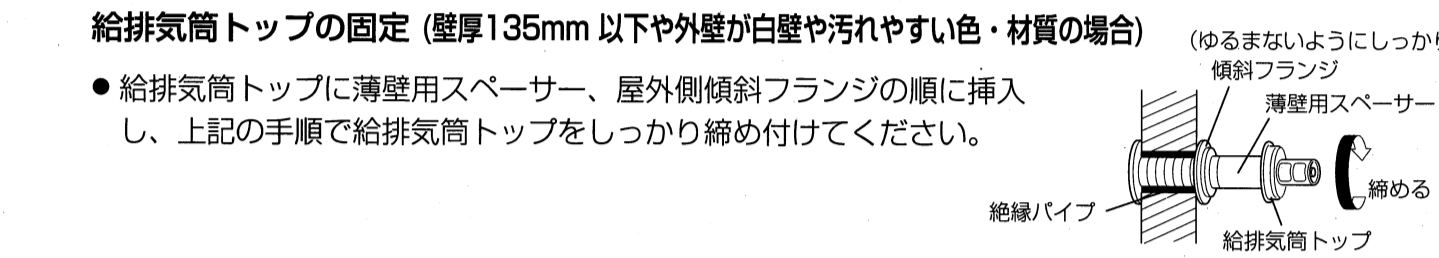 給排気筒トップの固定 (壁厚135mm 以下や外壁が白壁や汚れやすい色・材質の場合)
● 給排気筒トップに薄壁用スペーサー、屋外側傾斜フランジの順に挿入
し、上記の手順で給排気筒トップをしっかり締め付けてください。
(ゆるまないようにしっかり
傾斜フランジ
薄壁用スペーサー
締める
絶縁パイプ
給排気筒トップ